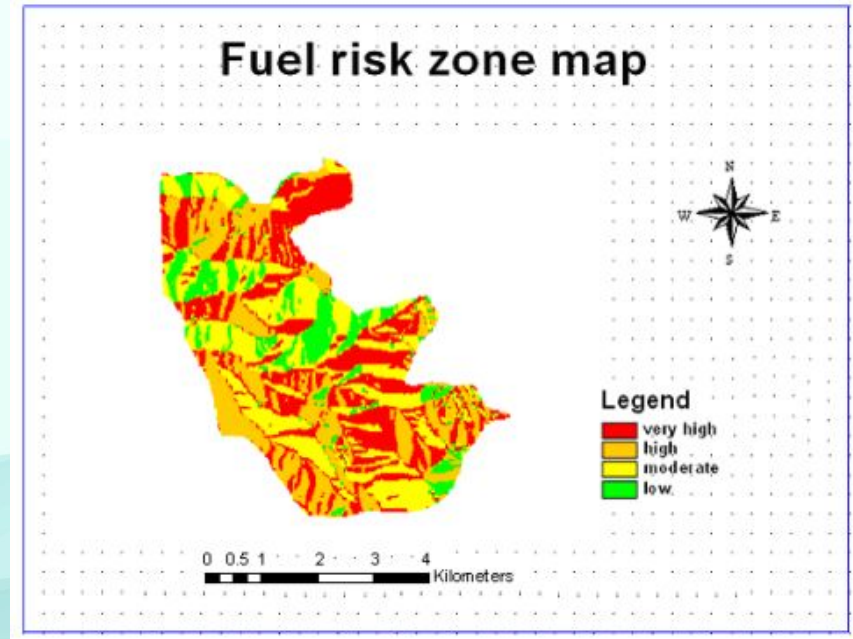 Fuel risk zone map
N
W E
S
Legend
very high
high
moderate
low
0 0.5 1 2 3 4
Kilometers